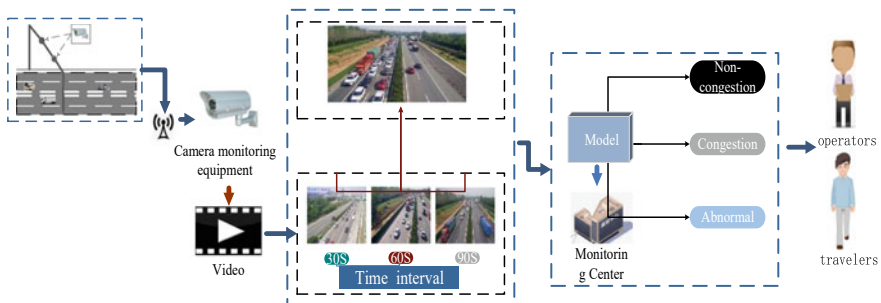 Camera monitoring
equipment
Video
30S
60S
90S
Time interval
Model
Monitorin
g Center
Non-
congestion
Congestion
Abnormal
operators
travelers